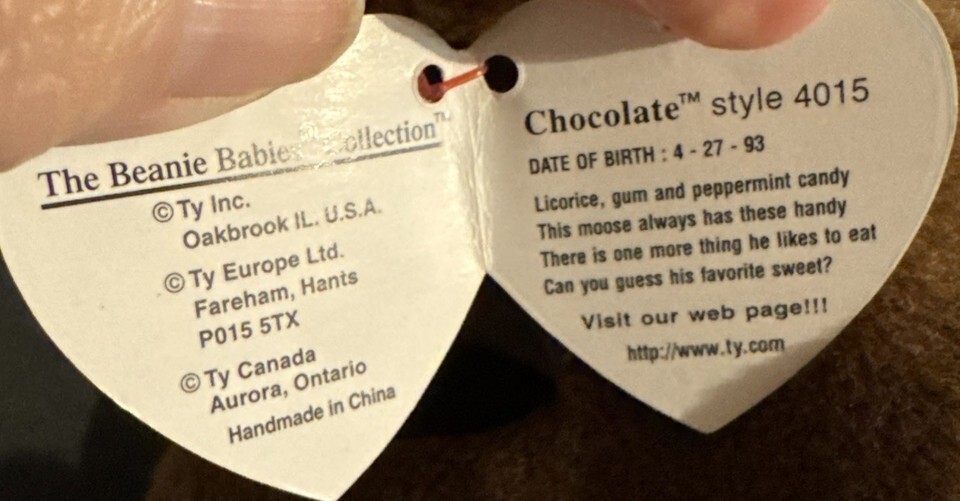 The Beanie Babies Collection™
© Ty Inc.
Oakbrook IL. U.S.A.
© Ty Europe Ltd.
Fareham, Hants
P015 5TX
© Ty Canada
Aurora, Ontario
Handmade in China
Chocolate™ style 4015
DATE OF BIRTH : 4 - 27 - 93
Licorice, gum and peppermint candy
This moose always has these handy
There is one more thing he likes to eat
Can you guess his favorite sweet?
Visit our web page!!!
http://www.ty.com